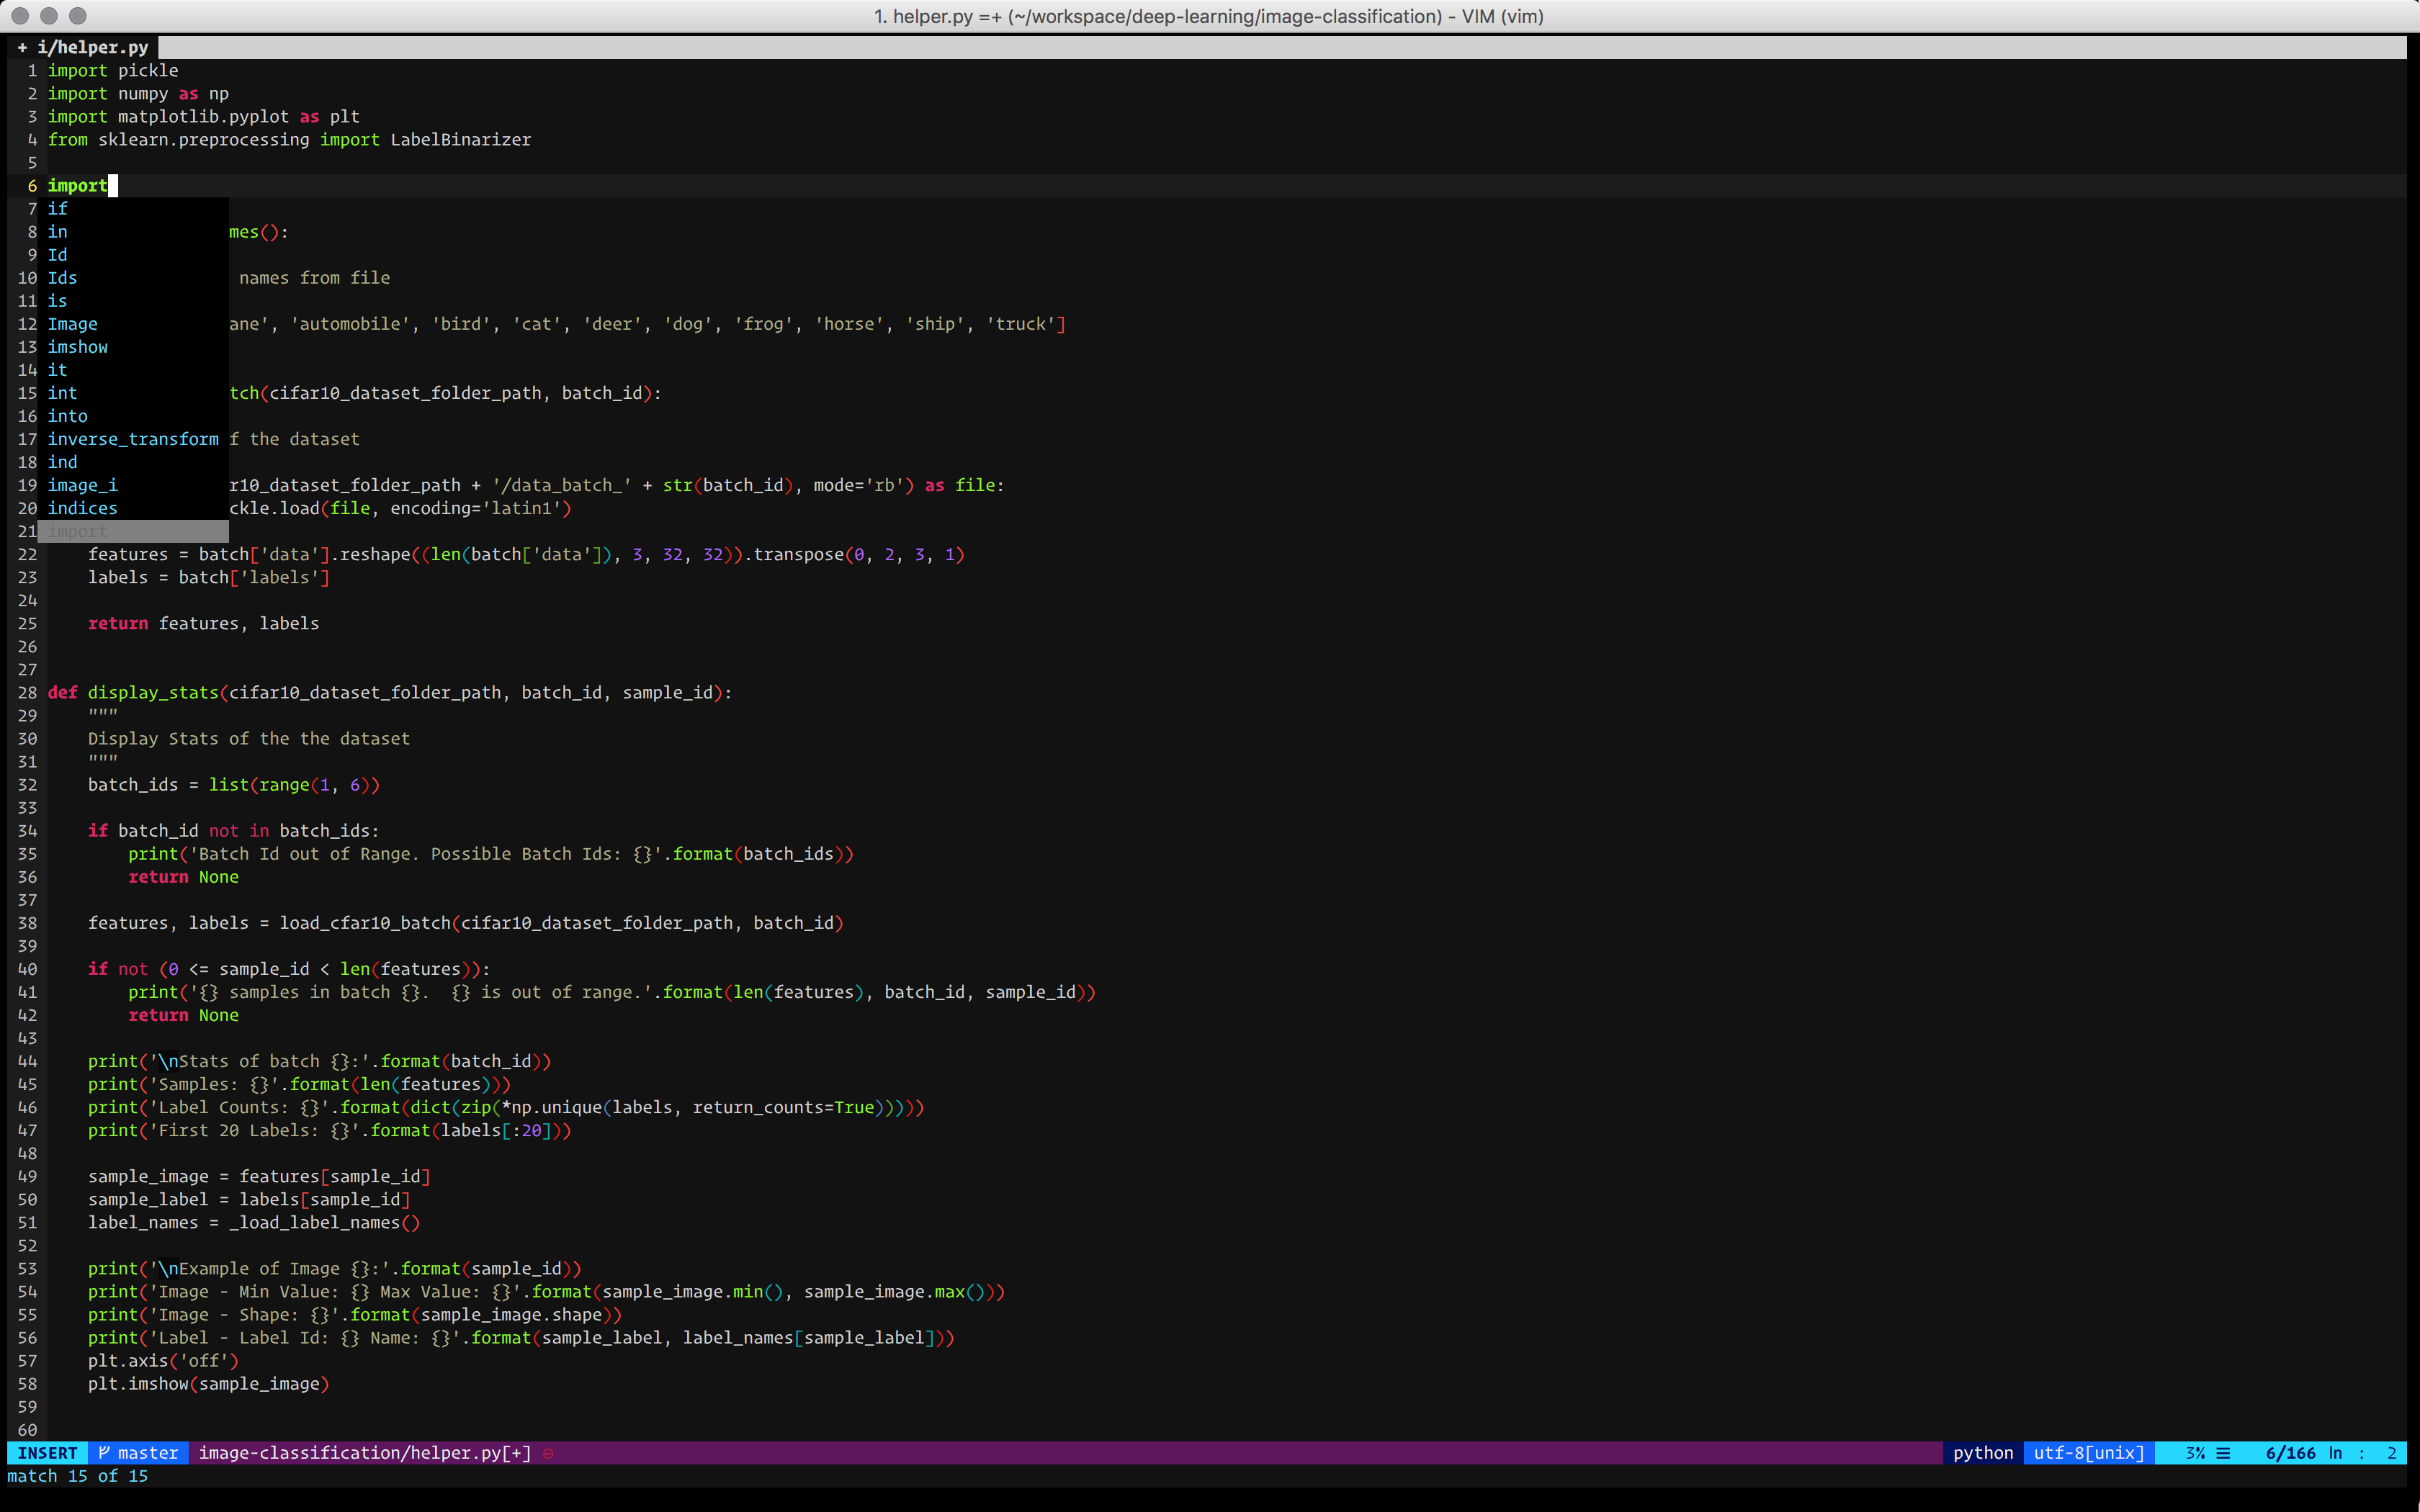 1. helper.py =+ (~/workspace/deep-learning/image-classification) - VIM (vim)
+ i/helper.py
1 import pickle
2 import numpy as np
3 import matplotlib.pyplot as plt
4 from sklearn.preprocessing import LabelBinarizer
5
6 import
7 if
8 in mes():
9 Id
10 Ids names from file
11 is
12 Image ane', 'automobile', 'bird', 'cat', 'deer', 'dog', 'frog', 'horse', 'ship', 'truck']
13 imshow
14 it
15 int tch(cifar10_dataset_folder_path, batch_id):
16 into
17 inverse_transform f the dataset
18 ind
19 image_i r10_dataset_folder_path + '/data_batch_' + str(batch_id), mode='rb') as file:
20 indices ckle.load(file, encoding='latin1')
21 import
22     features = batch['data'].reshape((len(batch['data']), 3, 32, 32)).transpose(0, 2, 3, 1)
23     labels = batch['labels']
24
25     return features, labels
26
27
28 def display_stats(cifar10_dataset_folder_path, batch_id, sample_id):
29     """
30     Display Stats of the the dataset
31     """
32     batch_ids = list(range(1, 6))
33
34     if batch_id not in batch_ids:
35         print('Batch Id out of Range. Possible Batch Ids: {}'.format(batch_ids))
36         return None
37
38     features, labels = load_cfar10_batch(cifar10_dataset_folder_path, batch_id)
39
40     if not (0 <= sample_id < len(features)):
41         print('{} samples in batch {}.  {} is out of range.'.format(len(features), batch_id, sample_id))
42         return None
43
44     print('\nStats of batch {}:'.format(batch_id))
45     print('Samples: {}'.format(len(features)))
46     print('Label Counts: {}'.format(dict(zip(*np.unique(labels, return_counts=True)))))
47     print('First 20 Labels: {}'.format(labels[:20]))
48
49     sample_image = features[sample_id]
50     sample_label = labels[sample_id]
51     label_names = _load_label_names()
52
53     print('\nExample of Image {}:'.format(sample_id))
54     print('Image - Min Value: {} Max Value: {}'.format(sample_image.min(), sample_image.max()))
55     print('Image - Shape: {}'.format(sample_image.shape))
56     print('Label - Label Id: {} Name: {}'.format(sample_label, label_names[sample_label]))
57     plt.axis('off')
58     plt.imshow(sample_image)
59
60
INSERT master image-classification/helper.py[+] python utf-8[unix] 3% ☰ 6/166 ln : 2
match 15 of 15